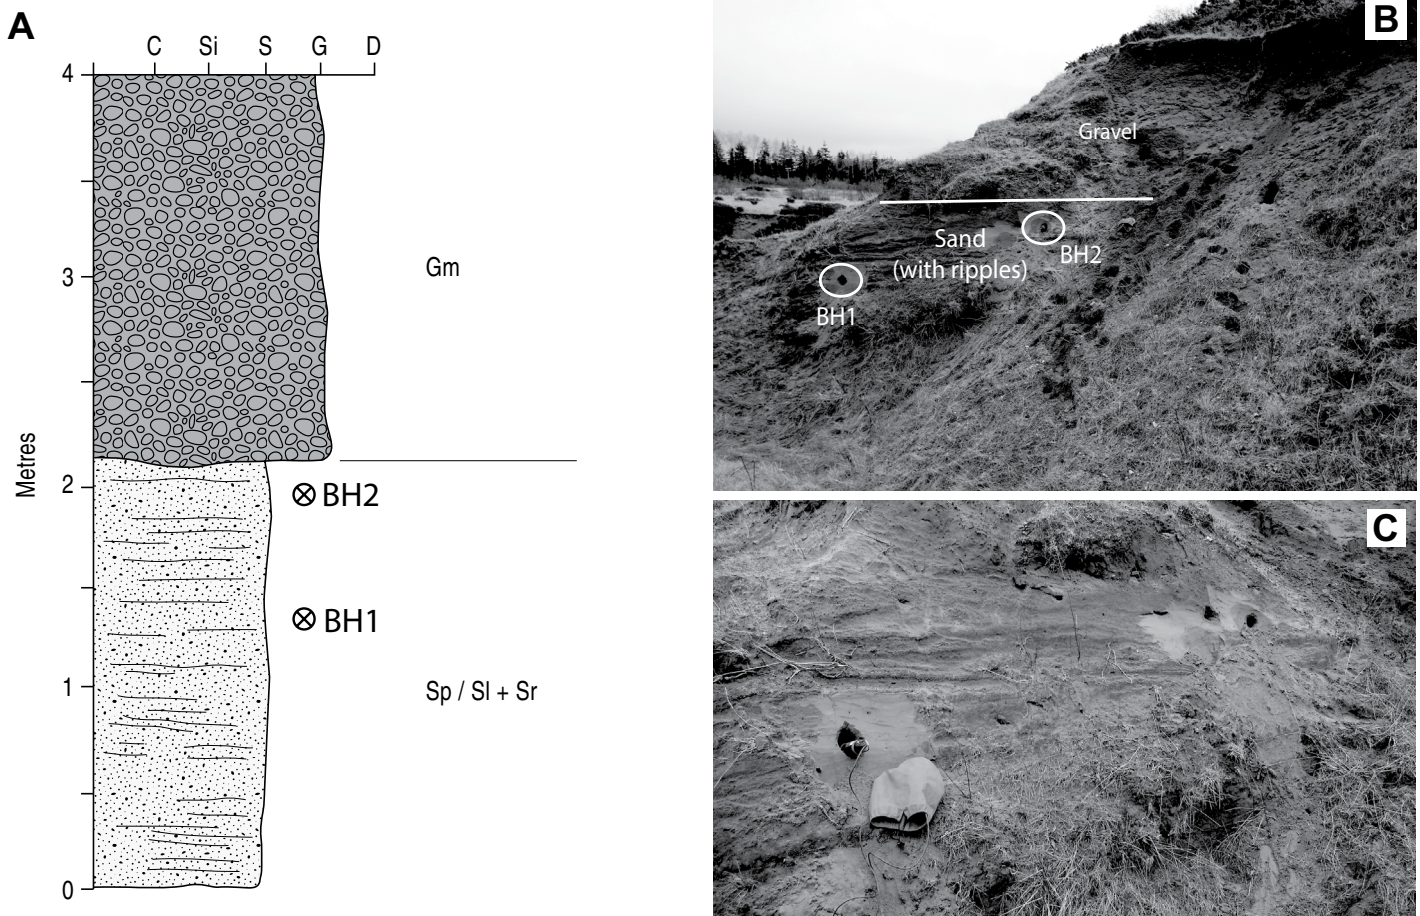 A
C Si S G D
4
3
2
1
0
Metres
Gm
BH2
BH1
Sp / Sl + Sr
B
Gravel
Sand
(with ripples)
BH2
BH1
C